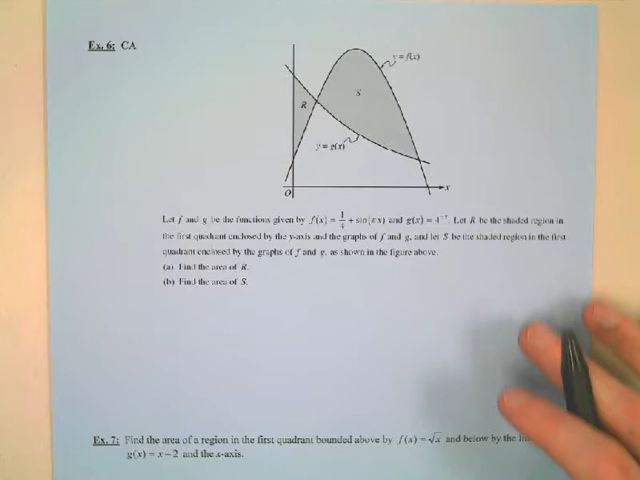 Ex. 6: CA
y = f(x)
S
R
y = g(x)
O
x
Let f and g be the functions given by f(x) = 1/4 + sin(πx) and g(x) = 4^-x. Let R be the shaded region in
the first quadrant enclosed by the y-axis and the graphs of f and g, and let S be the shaded region in the first
quadrant enclosed by the graphs of f and g, as shown in the figure above.
(a) Find the area of R.
(b) Find the area of S.
Ex. 7: Find the area of a region in the first quadrant bounded above by f(x) = √x and below by the
g(x) = x − 2 and the x-axis.